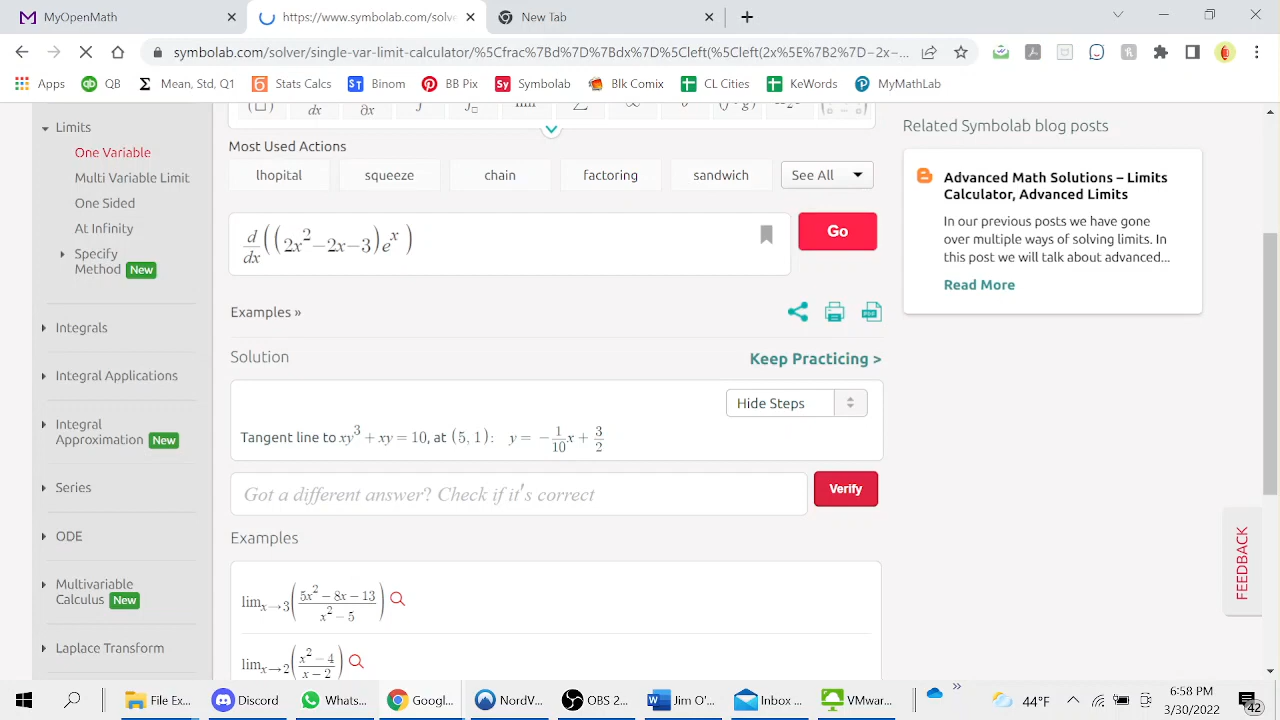 MyOpenMath
https://www.symbolab.com/solv
New Tab
symbolab.com/solver/single-var-limit-calculator/%5Cfrac%7Bd%7D%7Bdx%7D%5Cleft(%5Cleft(2x%5E%7B2%7D−2x−...
Apps QB Mean, Std, Q1 Stats Calcs Binom BB Pix Symbolab Blk Comix CL Cities KeWords MyMathLab
Limits
One Variable
Multi Variable Limit
One Sided
At Infinity
Specify
Method New
Integrals
Integral Applications
Integral
Approximation New
Series
ODE
Multivariable
Calculus New
Laplace Transform
Most Used Actions
lhopital squeeze chain factoring sandwich See All
d/dx((2x^2−2x−3)e^x) Go
Examples »
Solution Keep Practicing >
Hide Steps
Tangent line to xy^3 + xy = 10, at (5, 1): y = −1/10x + 3/2
Got a different answer? Check if it's correct Verify
Examples
lim x→3((5x^2 − 8x − 13)/(x^2 − 5))
lim x→2((x^2 − 4)/(x − 2))
Related Symbolab blog posts
Advanced Math Solutions – Limits
Calculator, Advanced Limits
In our previous posts we have gone
over multiple ways of solving limits. In
this post we will talk about advanced...
Read More
FEEDBACK
File Ex... Discord Whats... Googl... NordV... OBS 2... Jim O'... Inbox ... VMwar... 44°F 6:58 PM
3/30/2022
42